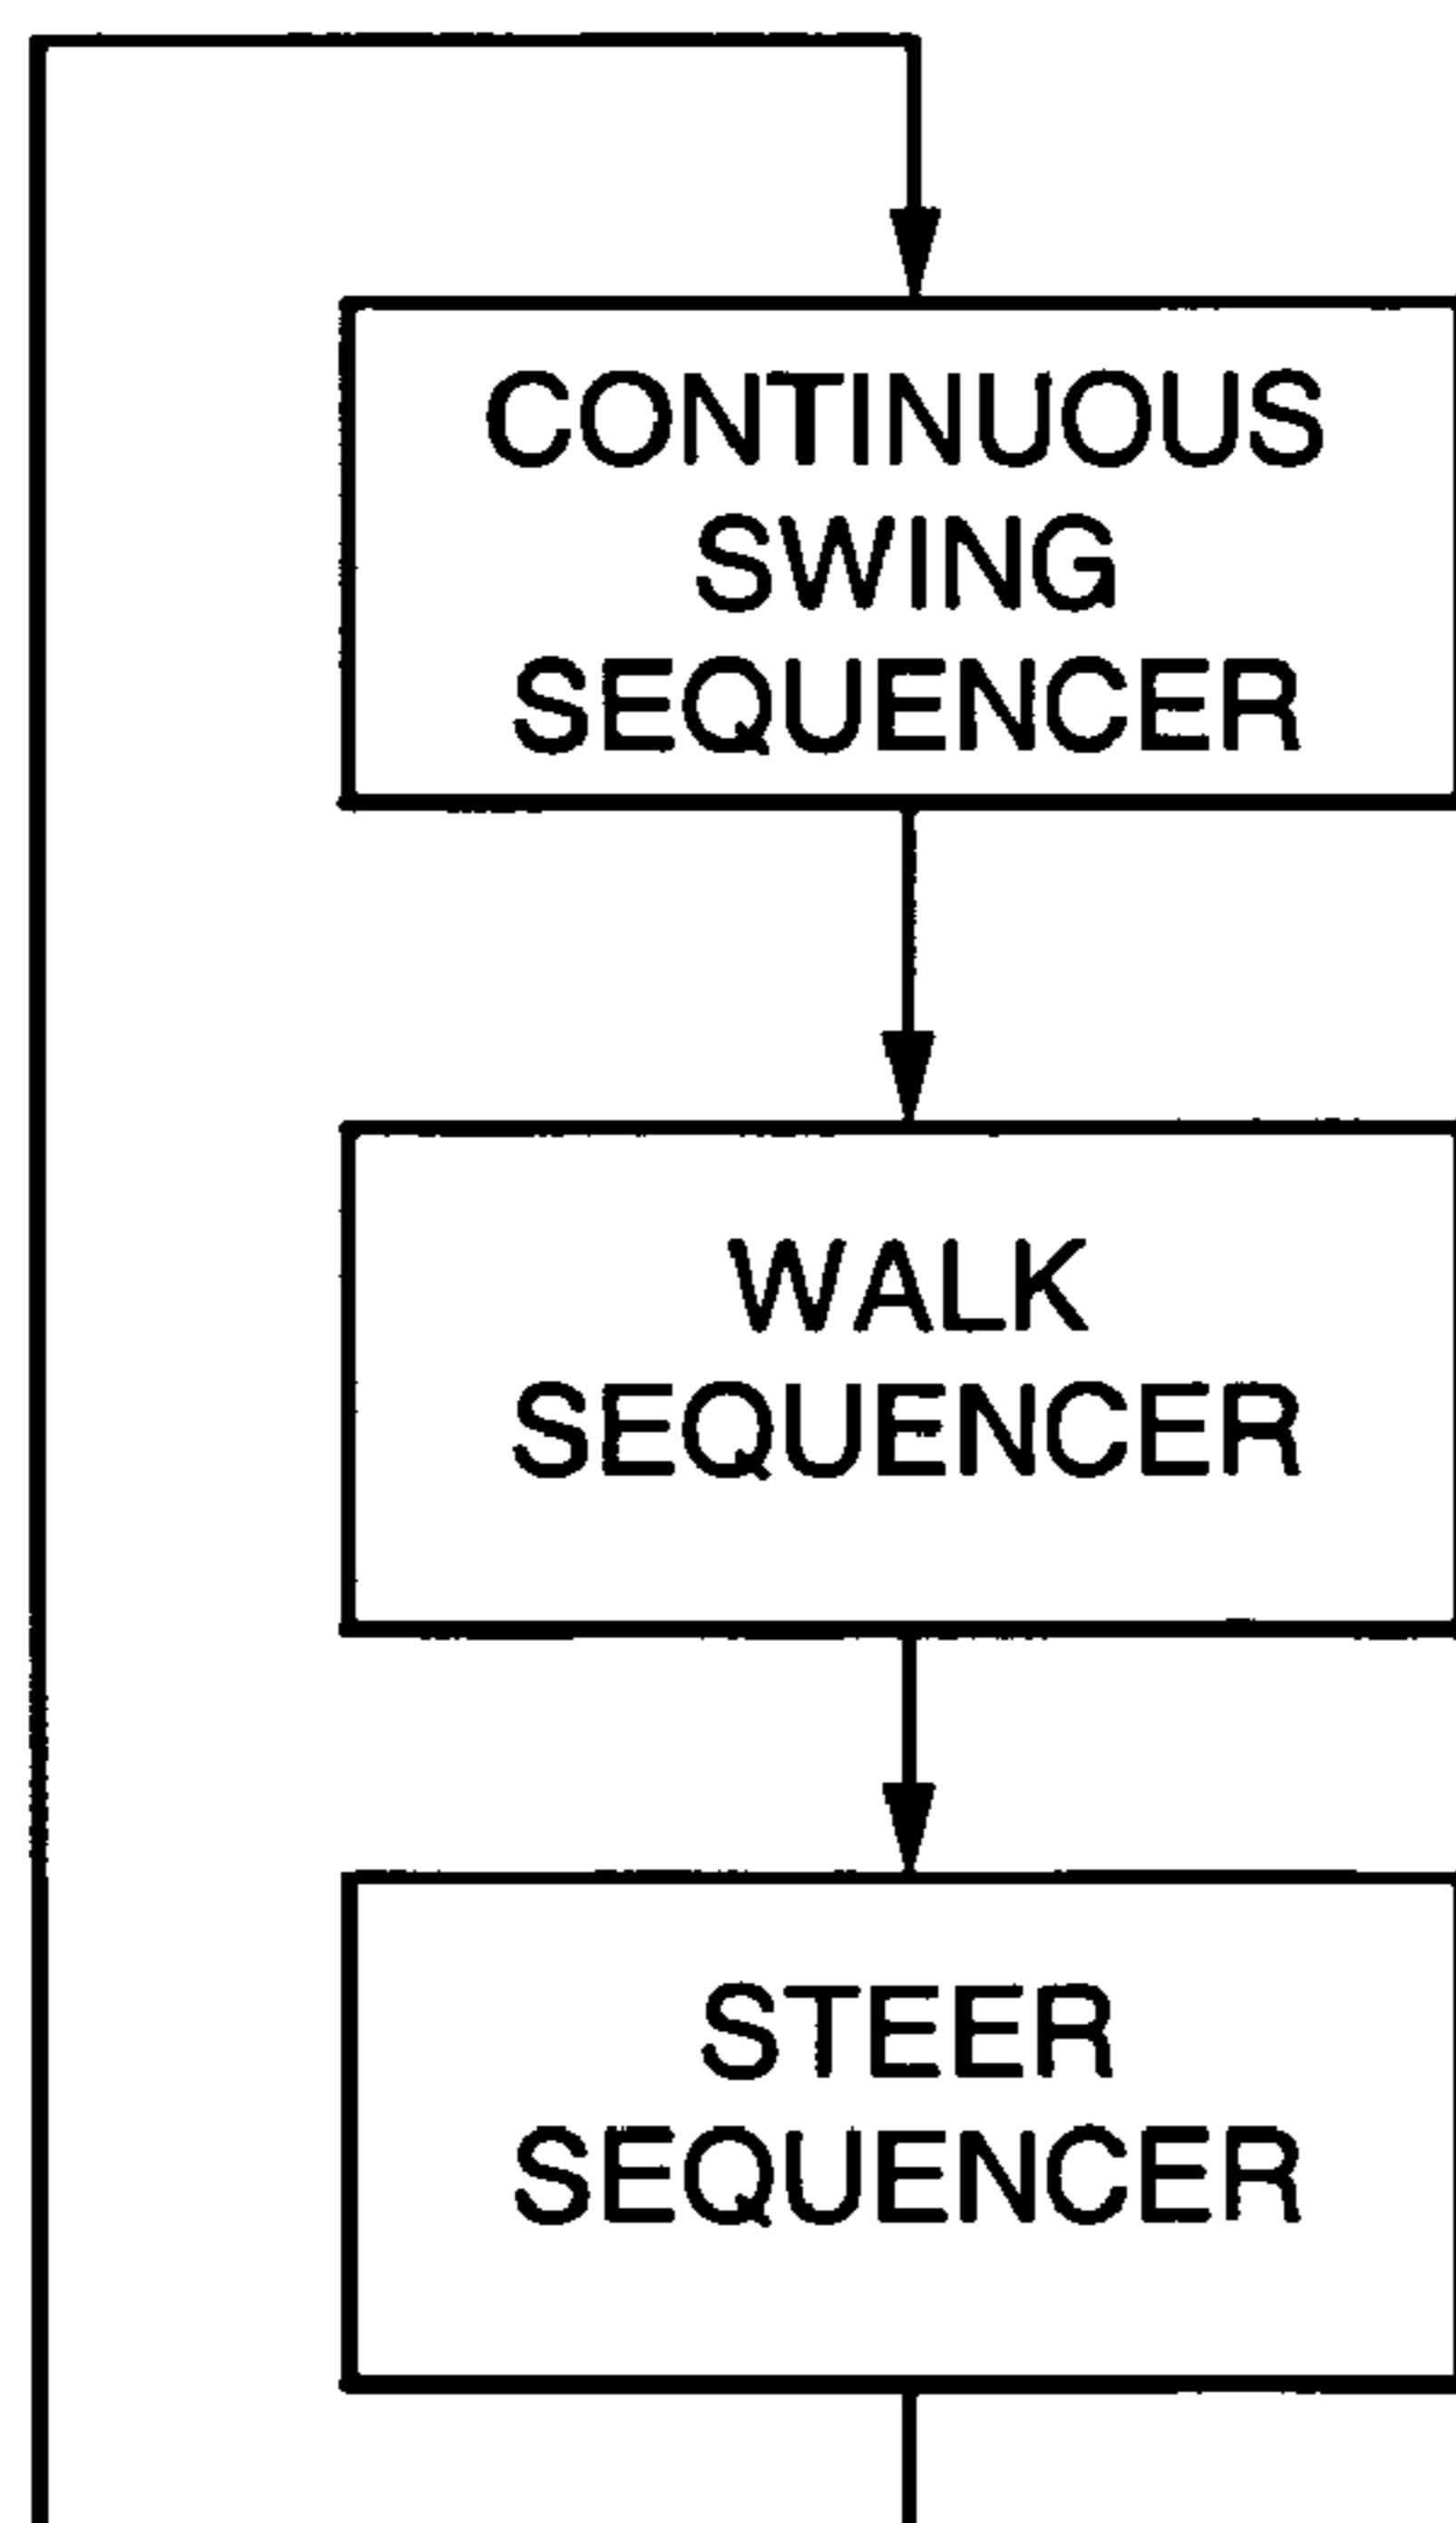 CONTINUOUS
SWING
SEQUENCER
WALK
SEQUENCER
STEER
SEQUENCER